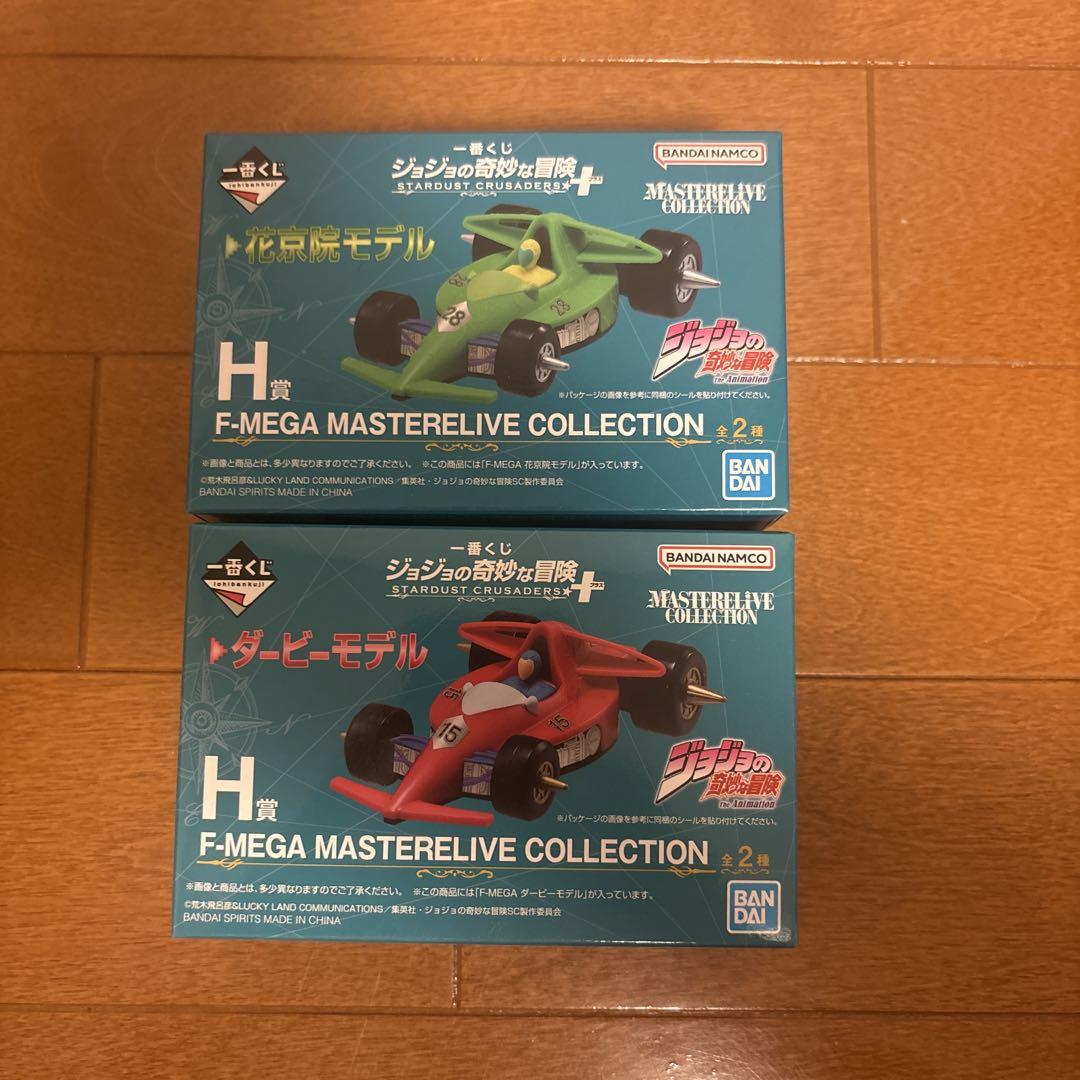 一番くじ
ichibankuji
一番くじ
ジョジョの奇妙な冒険
STARDUST CRUSADERS★+プラス
BANDAI NAMCO
MASTERELIVE
COLLECTION
花京院モデル
28
28
28
H賞
ジョジョの
奇妙な冒険
The Animation
※パッケージの画像を参考に同梱のシールを貼り付けてください。
F-MEGA MASTERELIVE COLLECTION 全2種
※画像と商品とは、多少異なりますのでご了承ください。 ※この商品には「F-MEGA 花京院モデル」が入っています。
©荒木飛呂彦&LUCKY LAND COMMUNICATIONS/集英社・ジョジョの奇妙な冒険SC製作委員会
BANDAI SPIRITS MADE IN CHINA
BAN
DAI
一番くじ
ichibankuji
一番くじ
ジョジョの奇妙な冒険
STARDUST CRUSADERS★+プラス
BANDAI NAMCO
MASTERELIVE
COLLECTION
ダービーモデル
15
15
15
H賞
ジョジョの
奇妙な冒険
The Animation
※パッケージの画像を参考に同梱のシールを貼り付けてください。
F-MEGA MASTERELIVE COLLECTION 全2種
※画像と商品とは、多少異なりますのでご了承ください。 ※この商品には「F-MEGA ダービーモデル」が入っています。
©荒木飛呂彦&LUCKY LAND COMMUNICATIONS/集英社・ジョジョの奇妙な冒険SC製作委員会
BANDAI SPIRITS MADE IN CHINA
BAN
DAI